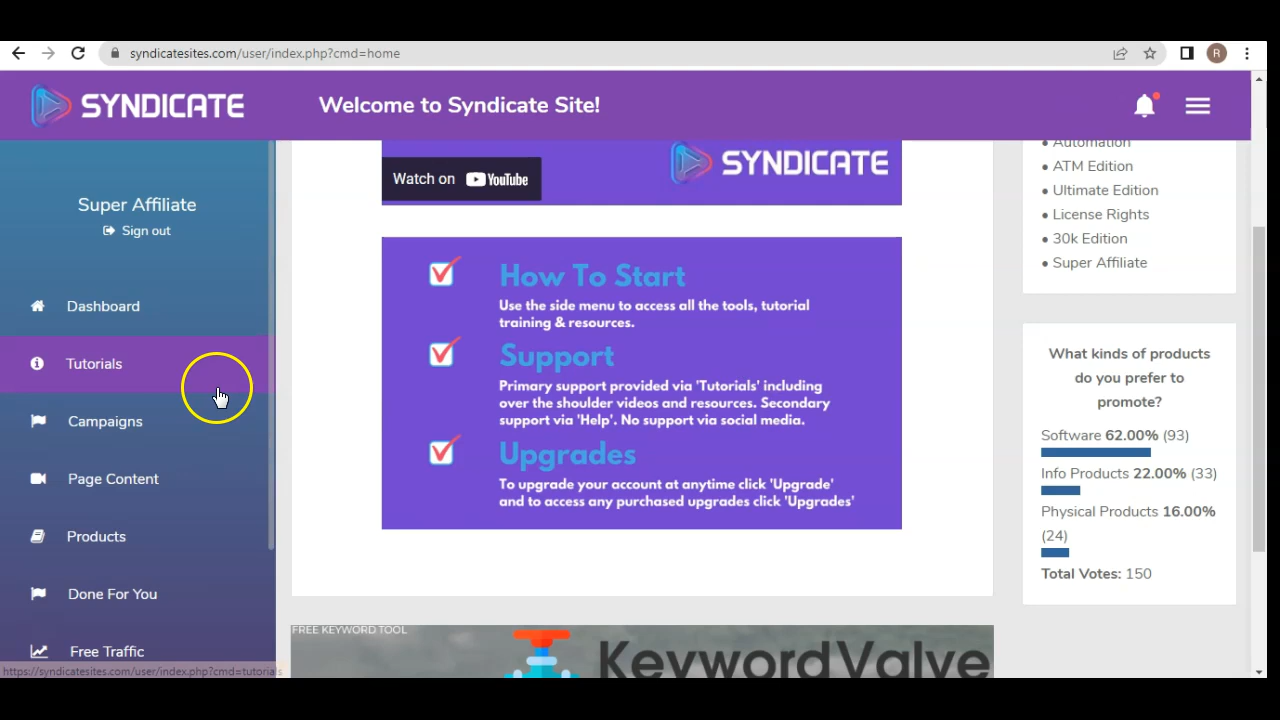 syndicatesites.com/user/index.php?cmd=home
R
SYNDICATE
Welcome to Syndicate Site!
Super Affiliate
Sign out
Dashboard
Tutorials
Campaigns
Page Content
Products
Done For You
Free Traffic
https://syndicatesites.com/user/index.php?cmd=tutorials
Watch on YouTube
SYNDICATE
How To Start
Use the side menu to access all the tools, tutorial
training & resources.
Support
Primary support provided via 'Tutorials' including
over the shoulder videos and resources. Secondary
support via 'Help'. No support via social media.
Upgrades
To upgrade your account at anytime click 'Upgrade'
and to access any purchased upgrades click 'Upgrades'
FREE KEYWORD TOOL
KeywordValve
• Automation
• ATM Edition
• Ultimate Edition
• License Rights
• 30k Edition
• Super Affiliate
What kinds of products
do you prefer to
promote?
Software 62.00% (93)
Info Products 22.00% (33)
Physical Products 16.00%
(24)
Total Votes: 150